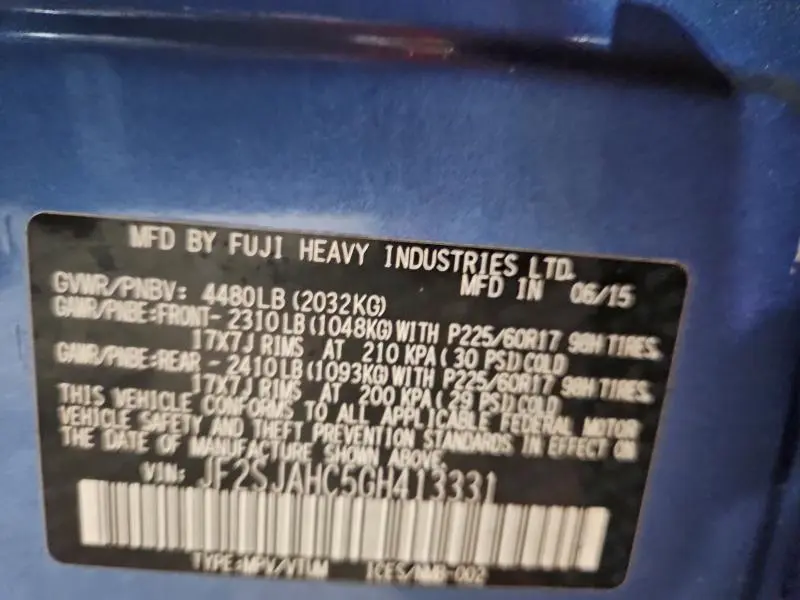 MFD BY FUJI HEAVY INDUSTRIES LTD.
MFD IN 06/15
GVWR/PNBV: 4480LB (2032KG)
GAWR/PNBE:FRONT- 2310LB (1048KG) WITH P225/60R17 98H TIRES,
17X7J RIMS AT 210 KPA (30 PSI) COLD
GAWR/PNBE:REAR - 2410LB (1093KG) WITH P225/60R17 98H TIRES,
17X7J RIMS AT 200 KPA (29 PSI) COLD
THIS VEHICLE CONFORMS TO ALL APPLICABLE FEDERAL MOTOR
VEHICLE SAFETY AND THEFT PREVENTION STANDARDS IN EFFECT ON
THE DATE OF MANUFACTURE SHOWN ABOVE.
VIN: JF2SJAHC5GH413331
TYPE:MPV/VTUM ICES/NMB-002